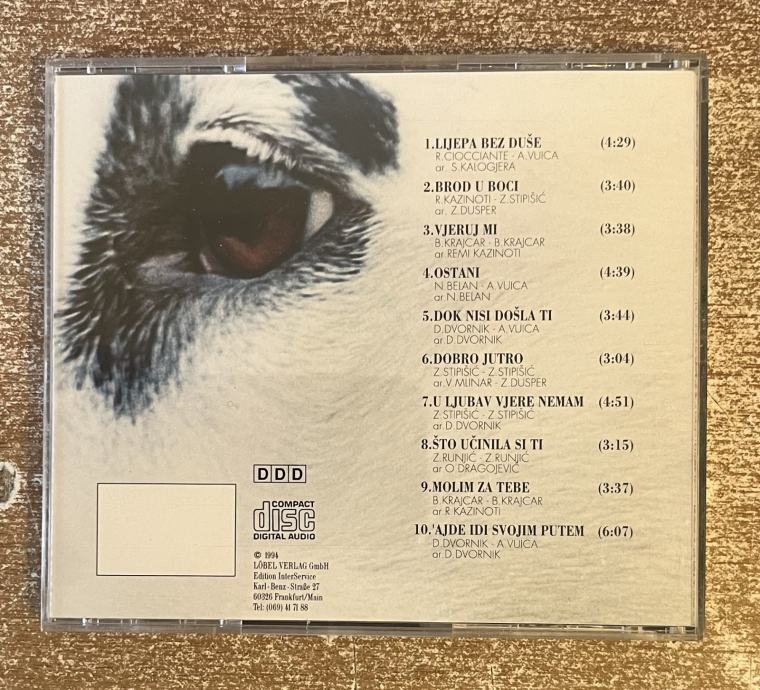 1.LIJEPA BEZ DUŠE (4:29)
R.CIOCCIANTE - A.VUICA
ar. S.KALOGJERA
2.BROD U BOCI (3:40)
R.KAZINOTI - Z.STIPIŠIĆ
ar. Z.DUSPER
3.VJERUJ MI (3:38)
B.KRAJCAR - B.KRAJCAR
ar.REMI KAZINOTI
4.OSTANI (4:39)
N.BELAN - A.VUICA
ar.N.BELAN
5.DOK NISI DOŠLA TI (3:44)
D.DVORNIK - A.VUICA
ar.D.DVORNIK
6.DOBRO JUTRO (3:04)
Z.STIPIŠIĆ - Z.STIPIŠIĆ
ar.V.MLINAR - Z.DUSPER
7.U LJUBAV VJERE NEMAM (4:51)
Z.STIPIŠIĆ - Z.STIPIŠIĆ
ar.D.DVORNIK
8.ŠTO UČINILA SI TI (3:15)
Z.RUNJIĆ - Z.RUNJIĆ
ar O.DRAGOJEVIĆ
9.MOLIM ZA TEBE (3:37)
B.KRAJCAR - B.KRAJCAR
ar R.KAZINOTI
10.'AJDE IDI SVOJIM PUTEM (6:07)
D.DVORNIK - A.VUICA
ar.D.DVORNIK
DDD
COMPACT
disc
DIGITAL AUDIO
© 1994
LÖBEL VERLAG GmbH
Edition InterService
Karl-Benz-Straße 27
60326 Frankfurt/Main
Tel: (069) 41 71 88